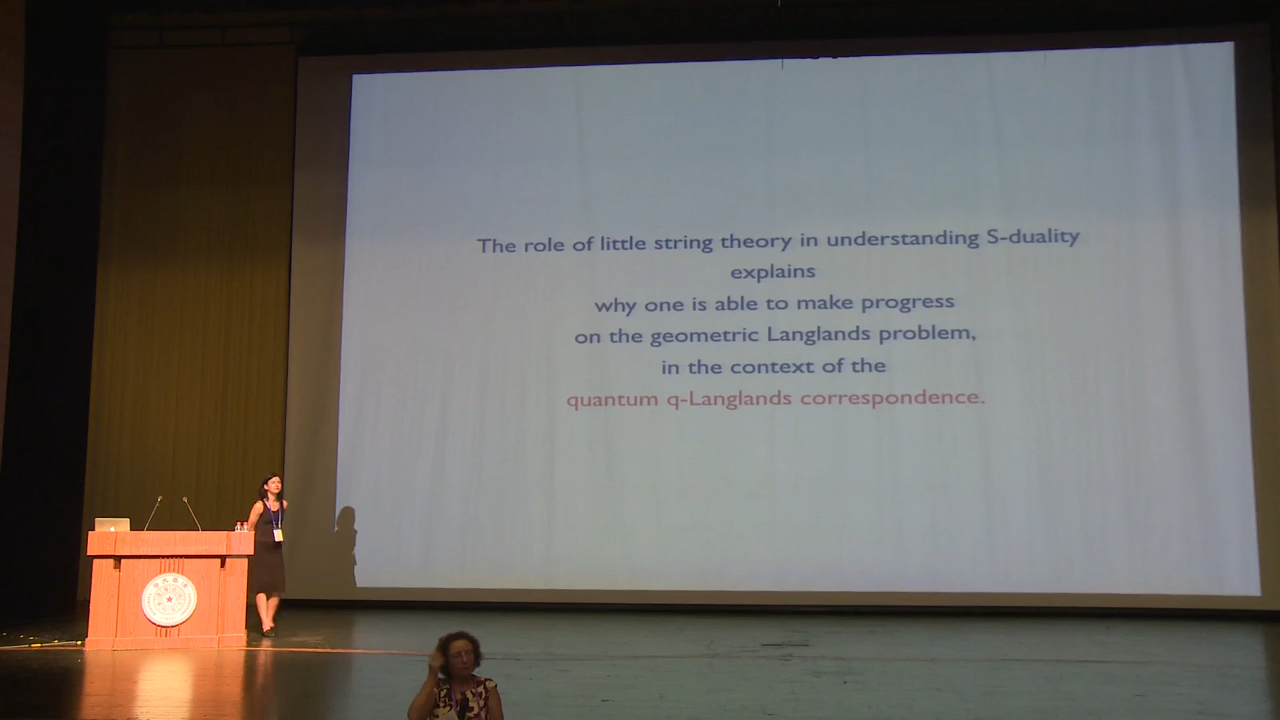 The role of little string theory in understanding S-duality
explains
why one is able to make progress
on the geometric Langlands problem,
in the context of the
quantum q-Langlands correspondence.